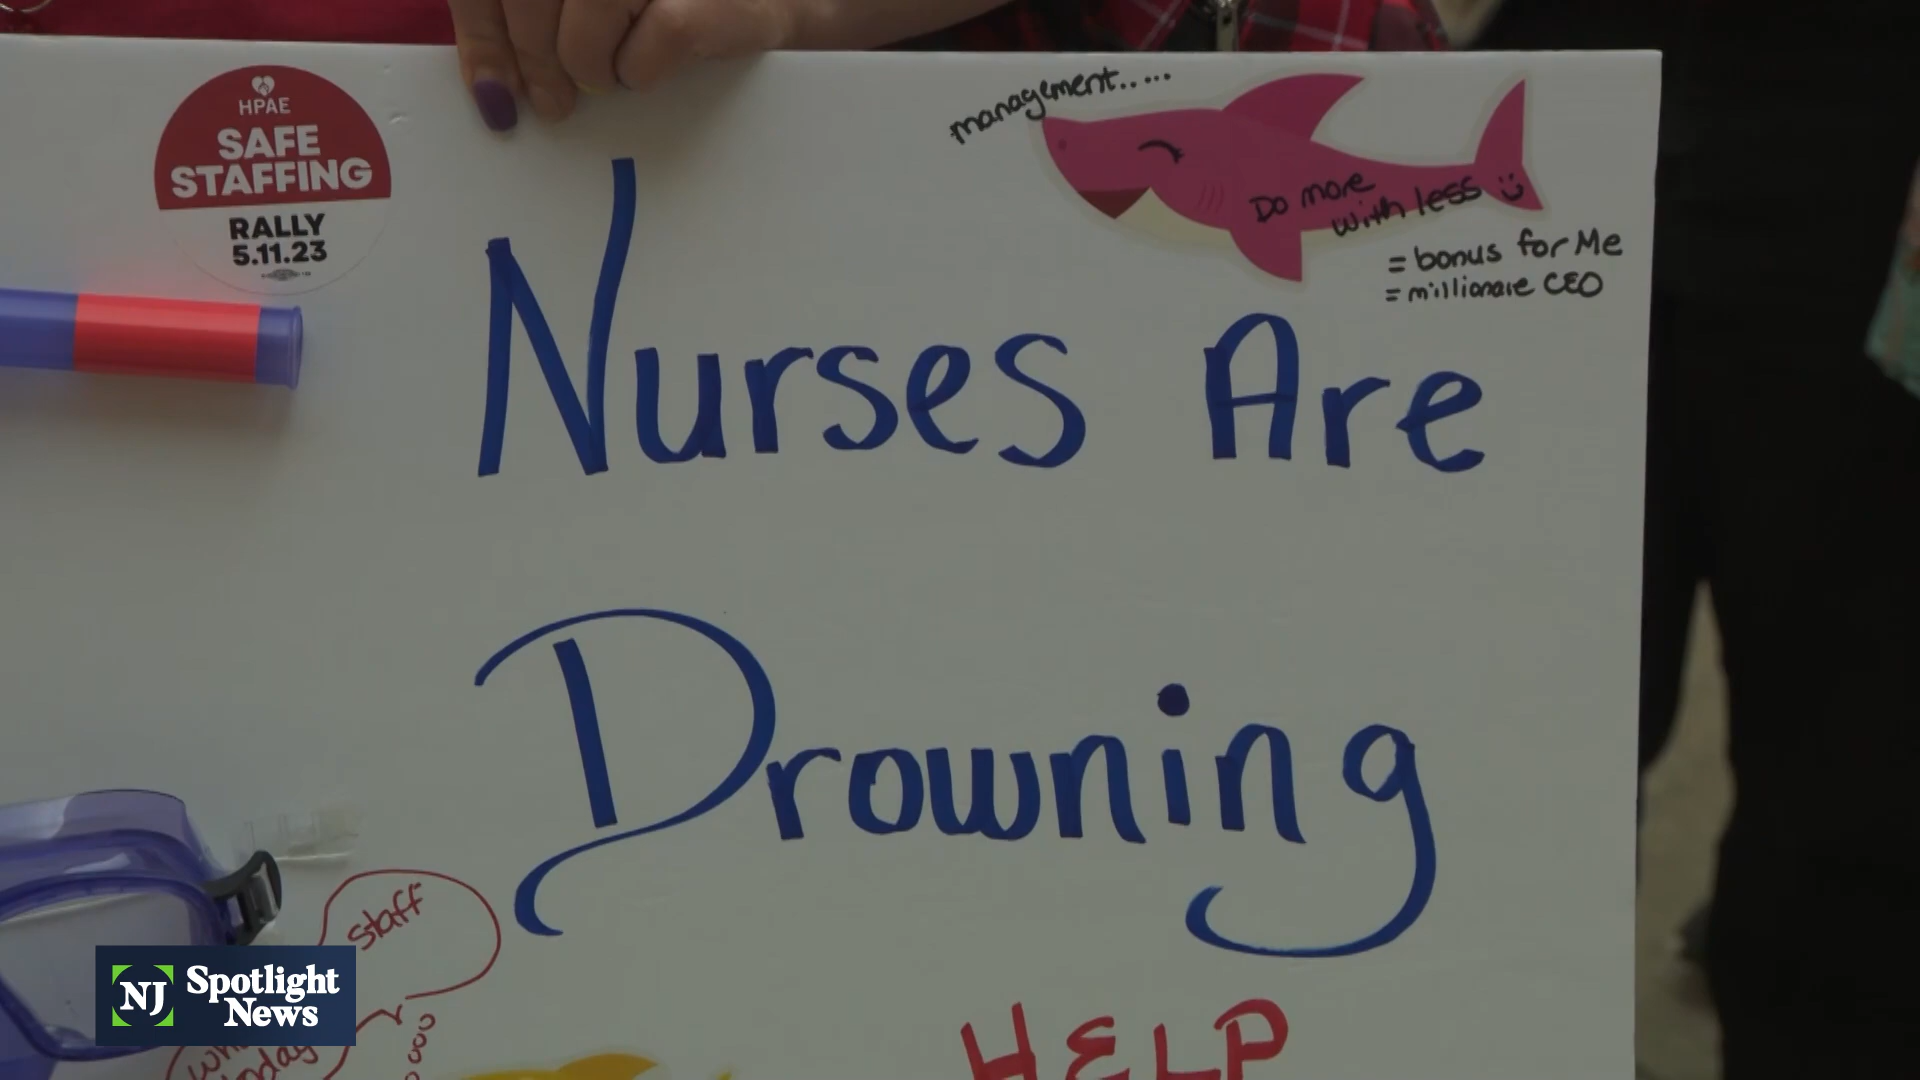 HPAE
SAFE
STAFFING
RALLY
5.11.23
management.....
Do more
with less
= bonus for Me
= millionare CEO
Nurses Are
Drowning
staff
HELP
NJ Spotlight
News